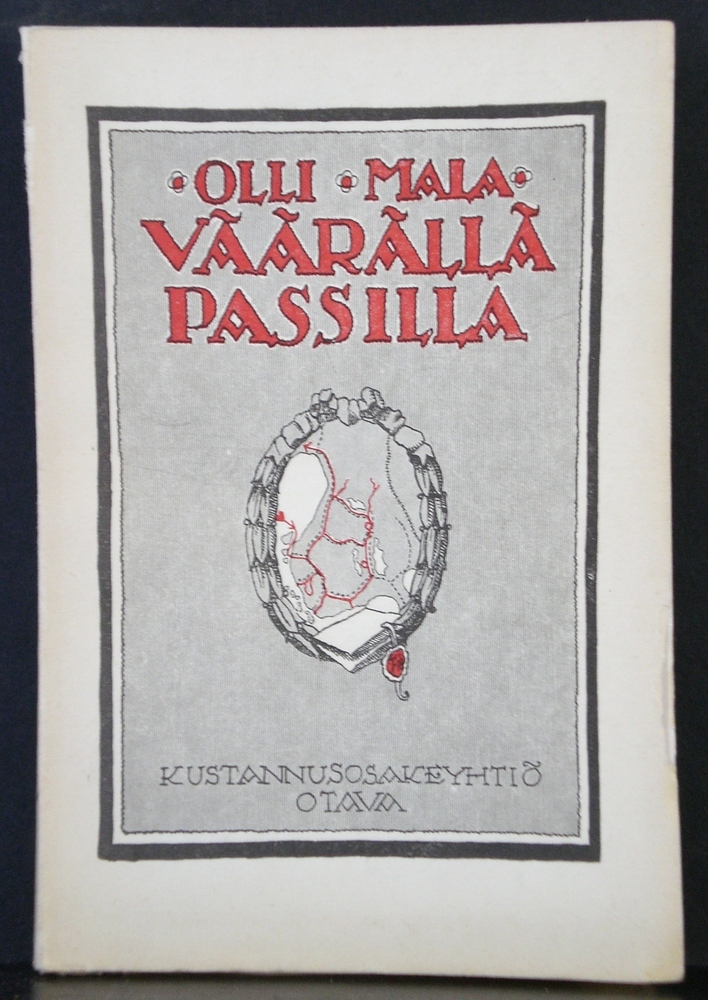 OLLI MALA
VÄÄRÄLLÄ
PASSILLA
KUSTANNUSOSAKEYHTIÖ
OTAVA